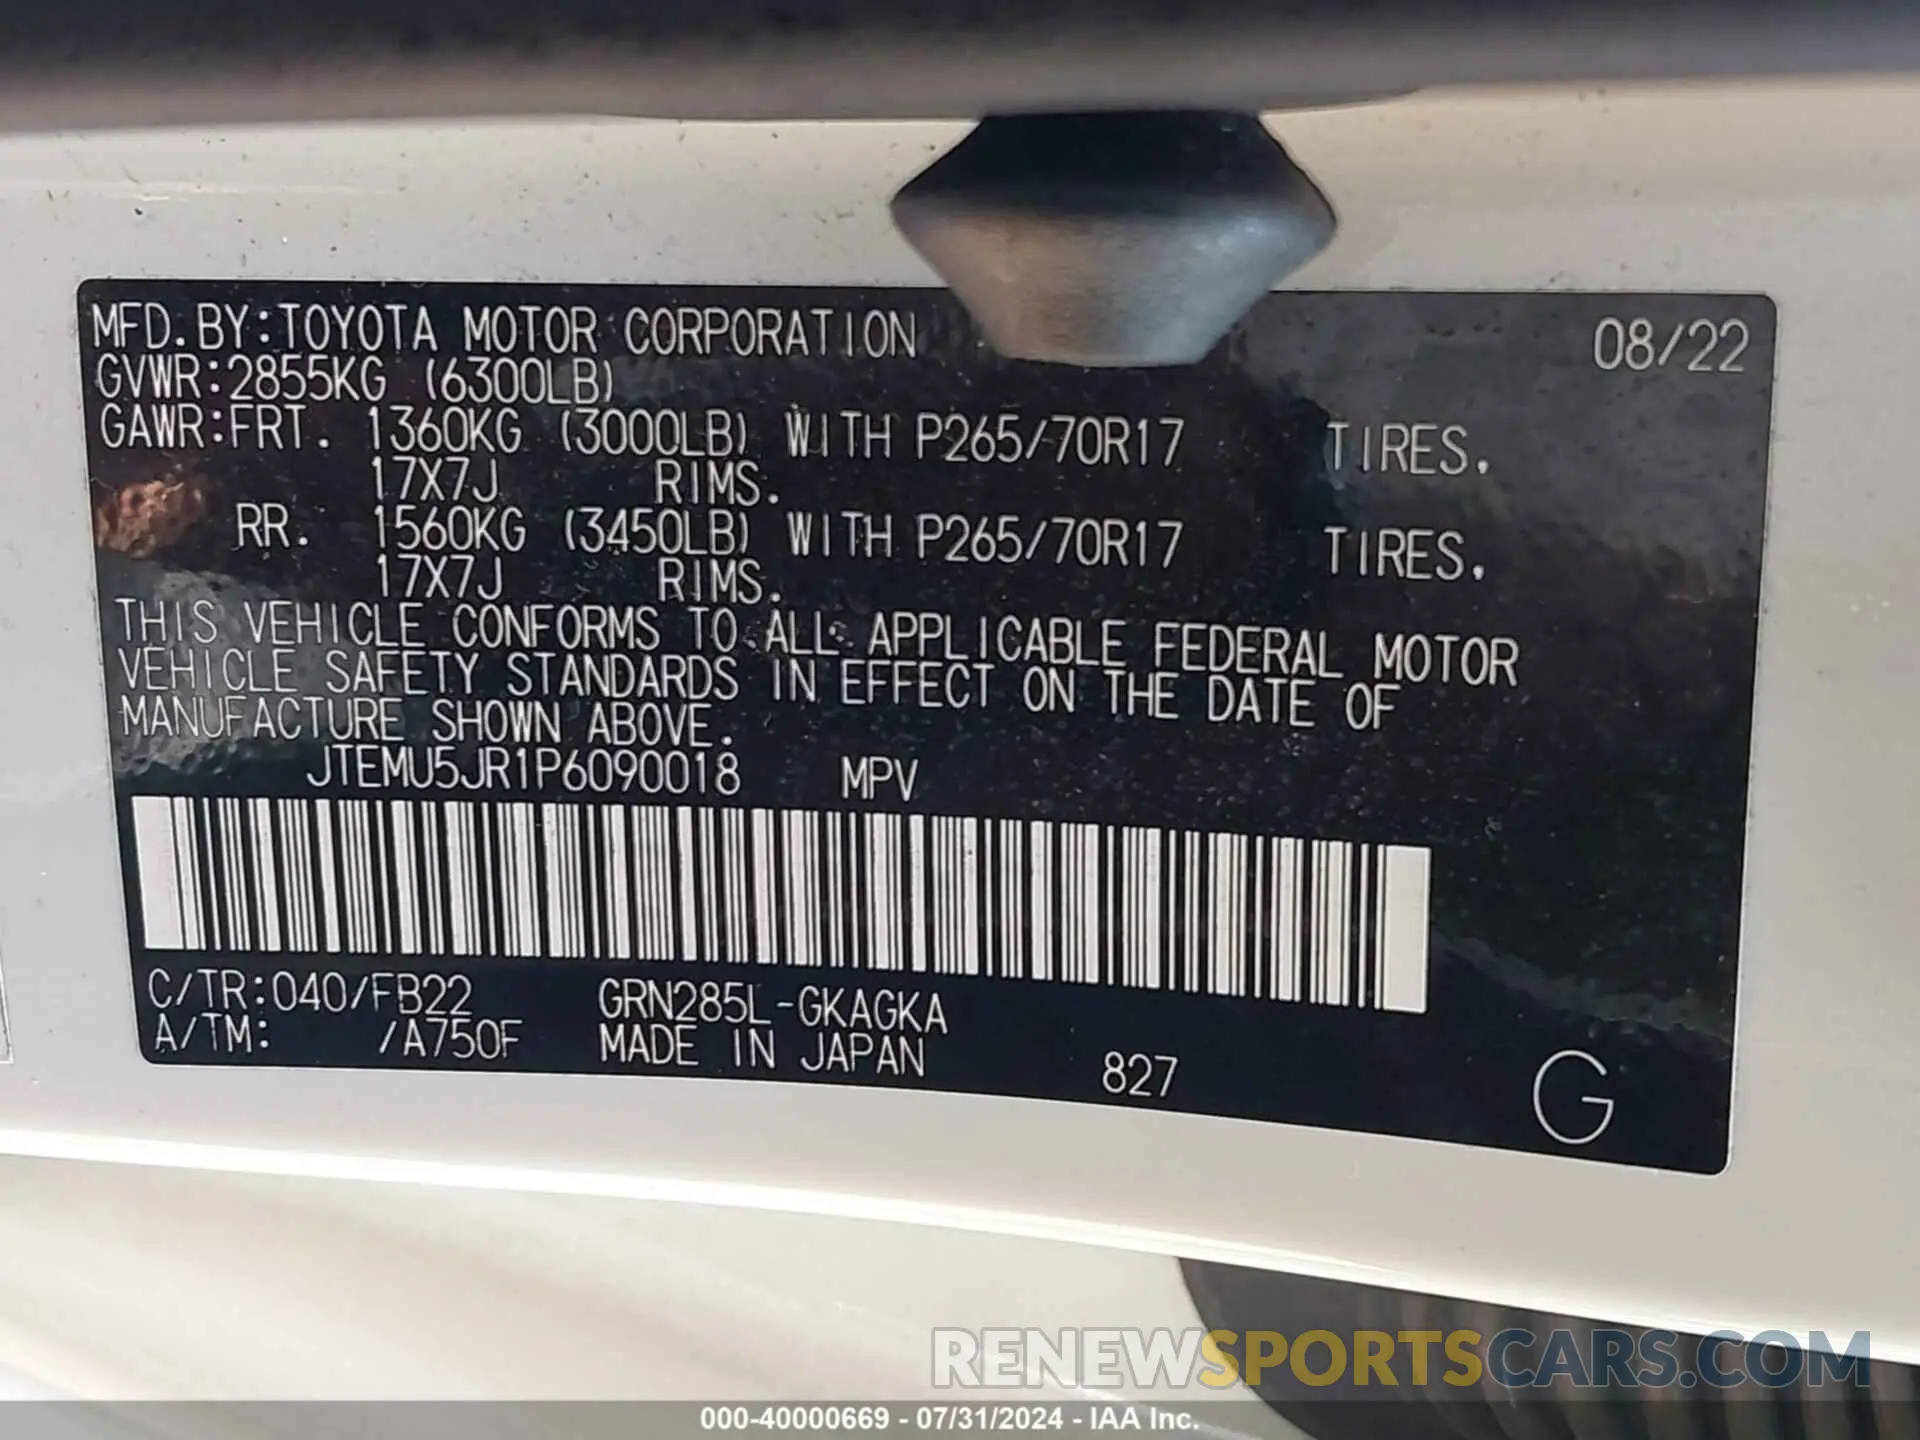 MFD. BY: TOYOTA MOTOR CORPORATION 08/22
GVWR: 2855KG (6300LB)
GAWR: FRT. 1360KG (3000LB) WITH P265/70R17 TIRES.
17X7J RIMS.
RR. 1560KG (3450LB) WITH P265/70R17 TIRES.
17X7J RIMS.
THIS VEHICLE CONFORMS TO ALL APPLICABLE FEDERAL MOTOR
VEHICLE SAFETY STANDARDS IN EFFECT ON THE DATE OF
MANUFACTURE SHOWN ABOVE.
JTEMU5JR1P6090018 MPV
C/TR: 040/FB22 GRN285L-GKAGKA
A/TM: /A750F MADE IN JAPAN 827 G
RENEWSPORTSCARS.COM
000-40000669 - 07/31/2024 - IAA Inc.